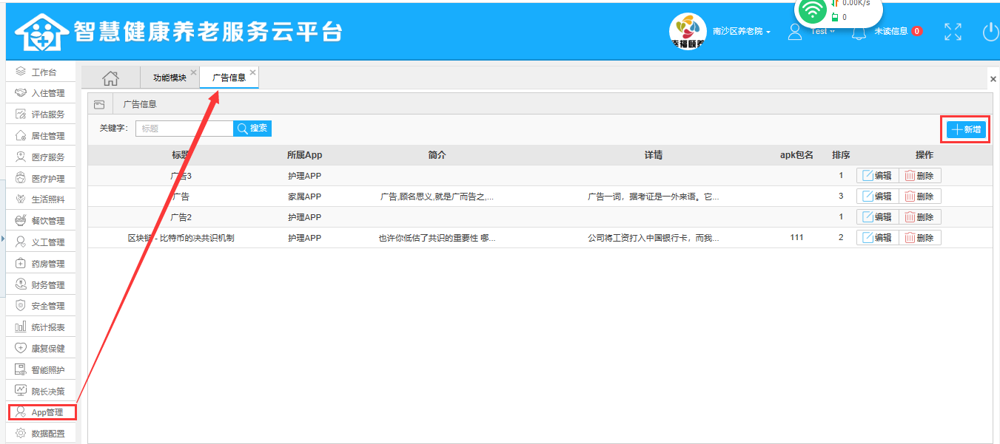 0.00K/s
0
智慧健康养老服务云平台
幸福颐养
南沙区养老院
Test
未读信息 0
工作台
入住管理
评估服务
居住管理
医疗服务
医疗护理
生活照料
餐饮管理
义工管理
药房管理
财务管理
安全管理
统计报表
康复保健
智能照护
院长决策
App管理
数据配置
功能模块
广告信息
广告信息
关键字: 标题 搜索 新增
标题 所属App 简介 详情 apk包名 排序 操作
广告3 护理APP 1 编辑 删除
广告 家属APP 广告,顾名思义,就是广而告之,... 广告一词，据考证是一外来语。它... 3 编辑 删除
广告2 护理APP 1 编辑 删除
区块链 - 比特币的决共识机制 护理APP 也许你低估了共识的重要性 哪... 公司将工资打入中国银行卡，而我... 111 2 编辑 删除